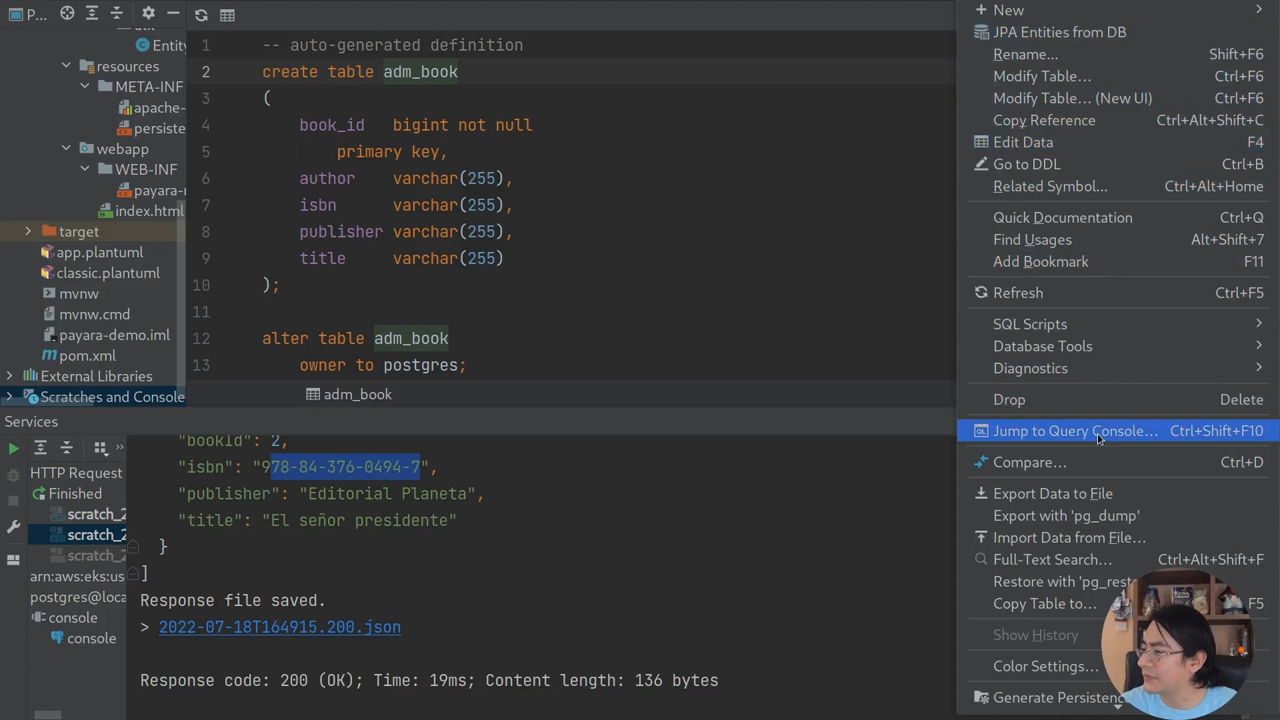 P...
Entity
resources
META-INF
apache-
persiste
webapp
WEB-INF
payara-r
index.html
target
app.plantuml
classic.plantuml
mvnw
mvnw.cmd
payara-demo.iml
pom.xml
External Libraries
Scratches and Console
1 -- auto-generated definition
2 create table adm_book
3 (
4 book_id bigint not null
5 primary key,
6 author varchar(255),
7 isbn varchar(255),
8 publisher varchar(255),
9 title varchar(255)
10 );
11
12 alter table adm_book
13 owner to postgres;
adm_book
Services
HTTP Request
Finished
scratch_2
scratch_2
scratch_2
arn:aws:eks:us
postgres@loca
console
console
"bookId": 2,
"isbn": "978-84-376-0494-7",
"publisher": "Editorial Planeta",
"title": "El señor presidente"
}
]
Response file saved.
> 2022-07-18T164915.200.json
Response code: 200 (OK); Time: 19ms; Content length: 136 bytes
New
JPA Entities from DB
Rename... Shift+F6
Modify Table... Ctrl+F6
Modify Table... (New UI) Ctrl+F6
Copy Reference Ctrl+Alt+Shift+C
Edit Data F4
Go to DDL Ctrl+B
Related Symbol... Ctrl+Alt+Home
Quick Documentation Ctrl+Q
Find Usages Alt+Shift+7
Add Bookmark F11
Refresh Ctrl+F5
SQL Scripts
Database Tools
Diagnostics
Drop Delete
QL Jump to Query Console... Ctrl+Shift+F10
Compare... Ctrl+D
Export Data to File
Export with 'pg_dump'
Import Data from File...
Full-Text Search... Ctrl+Alt+Shift+F
Restore with 'pg_rest
Copy Table to... F5
Show History
Color Settings...
Generate Persistenc